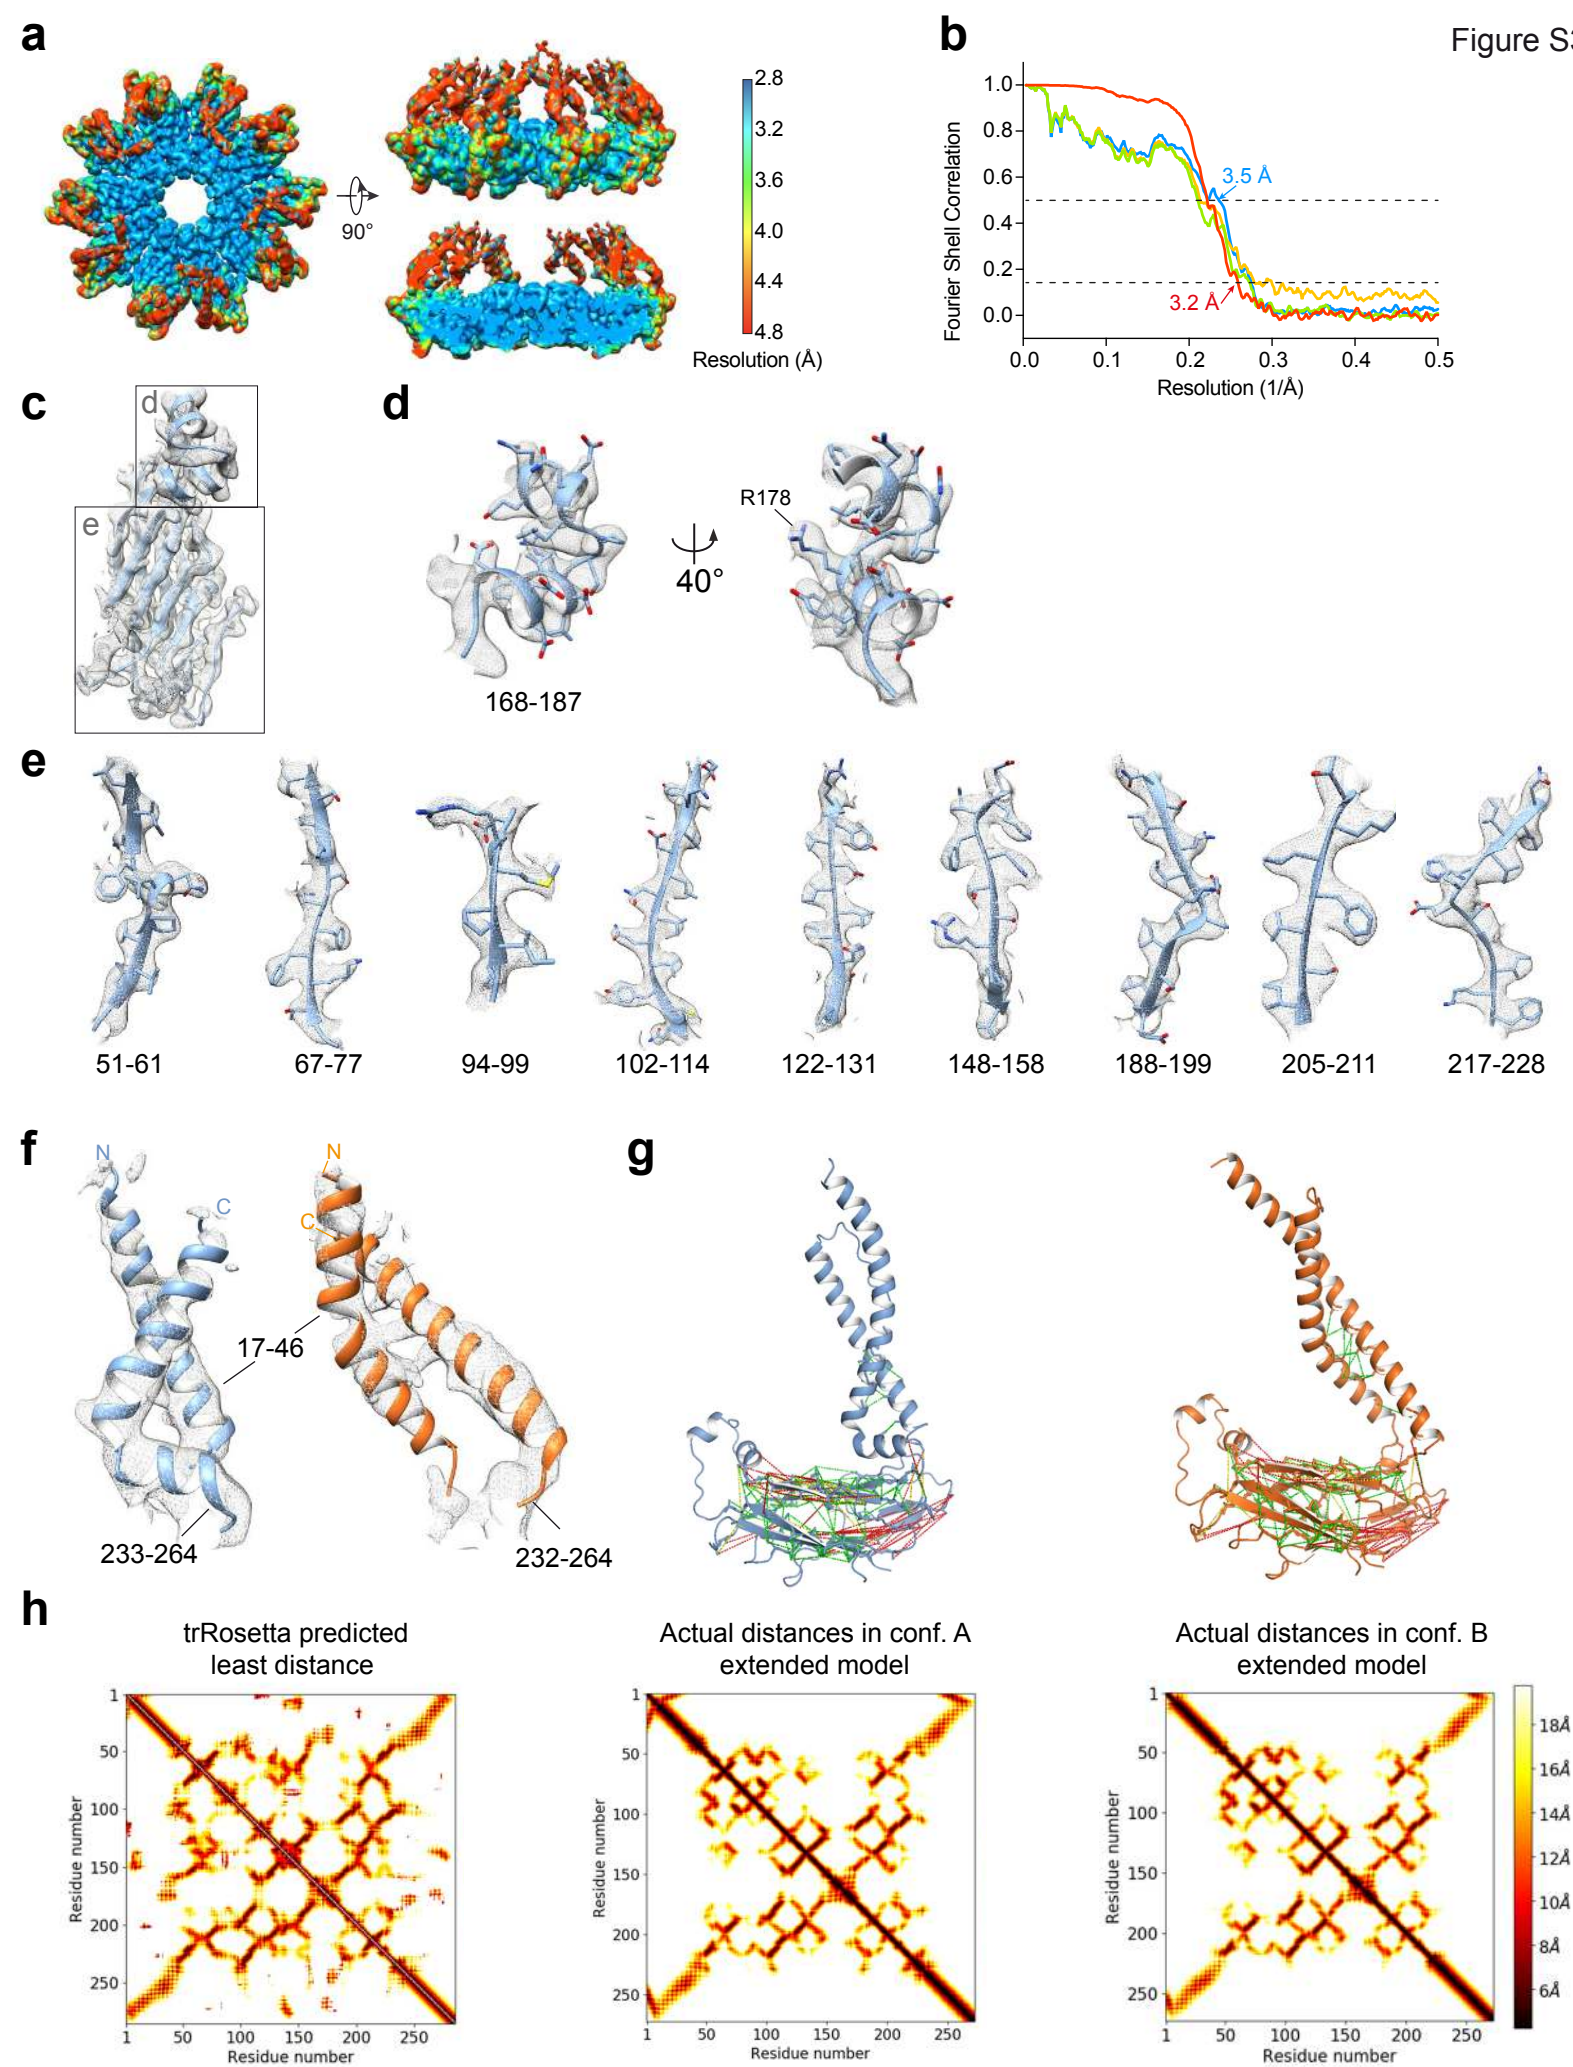 Figure S3
a
90°
2.8
3.2
3.6
4.0
4.4
4.8
Resolution (Å)
b
Fourier Shell Correlation
1.0
0.8
0.6
0.4
0.2
0.0
3.5 Å
3.2 Å
0.0 0.1 0.2 0.3 0.4 0.5
Resolution (1/Å)
c
d
e
d
R178
40°
168-187
e
51-61 67-77 94-99 102-114 122-131 148-158 188-199 205-211 217-228
f
N
C
N
C
17-46
233-264
232-264
g
h
trRosetta predicted
least distance
Residue number
1
50
100
150
200
250
1 50 100 150 200 250
Residue number
Actual distances in conf. A
extended model
Residue number
1
50
100
150
200
250
1 50 100 150 200 250
Residue number
Actual distances in conf. B
extended model
Residue number
1
50
100
150
200
250
1 50 100 150 200 250
Residue number
18Å
16Å
14Å
12Å
10Å
8Å
6Å